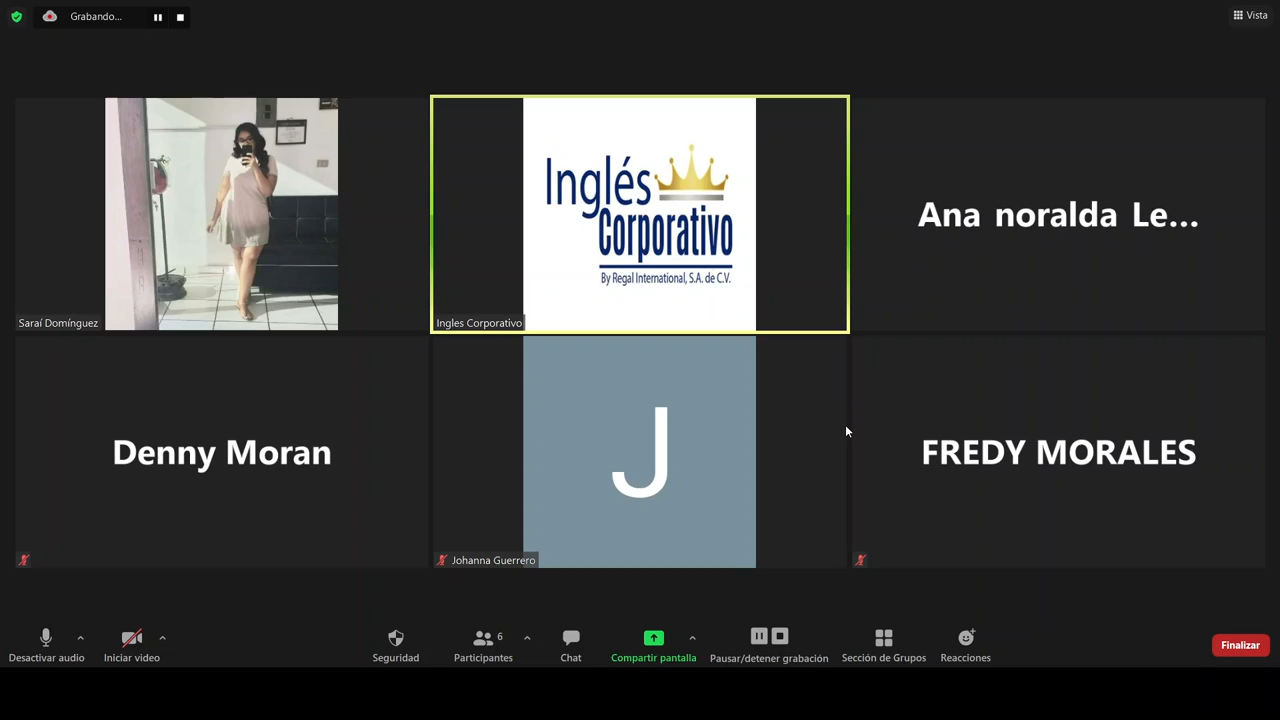 Grabando...
Vista
Inglés
Corporativo
By Regal International, S.A. de C.V.
Ana noralda Le...
Saraí Domínguez
Ingles Corporativo
Denny Moran
J
FREDY MORALES
Johanna Guerrero
6
Desactivar audio
Iniciar video
Seguridad
Participantes
Chat
Compartir pantalla
Pausar/detener grabación
Sección de Grupos
Reacciones
Finalizar